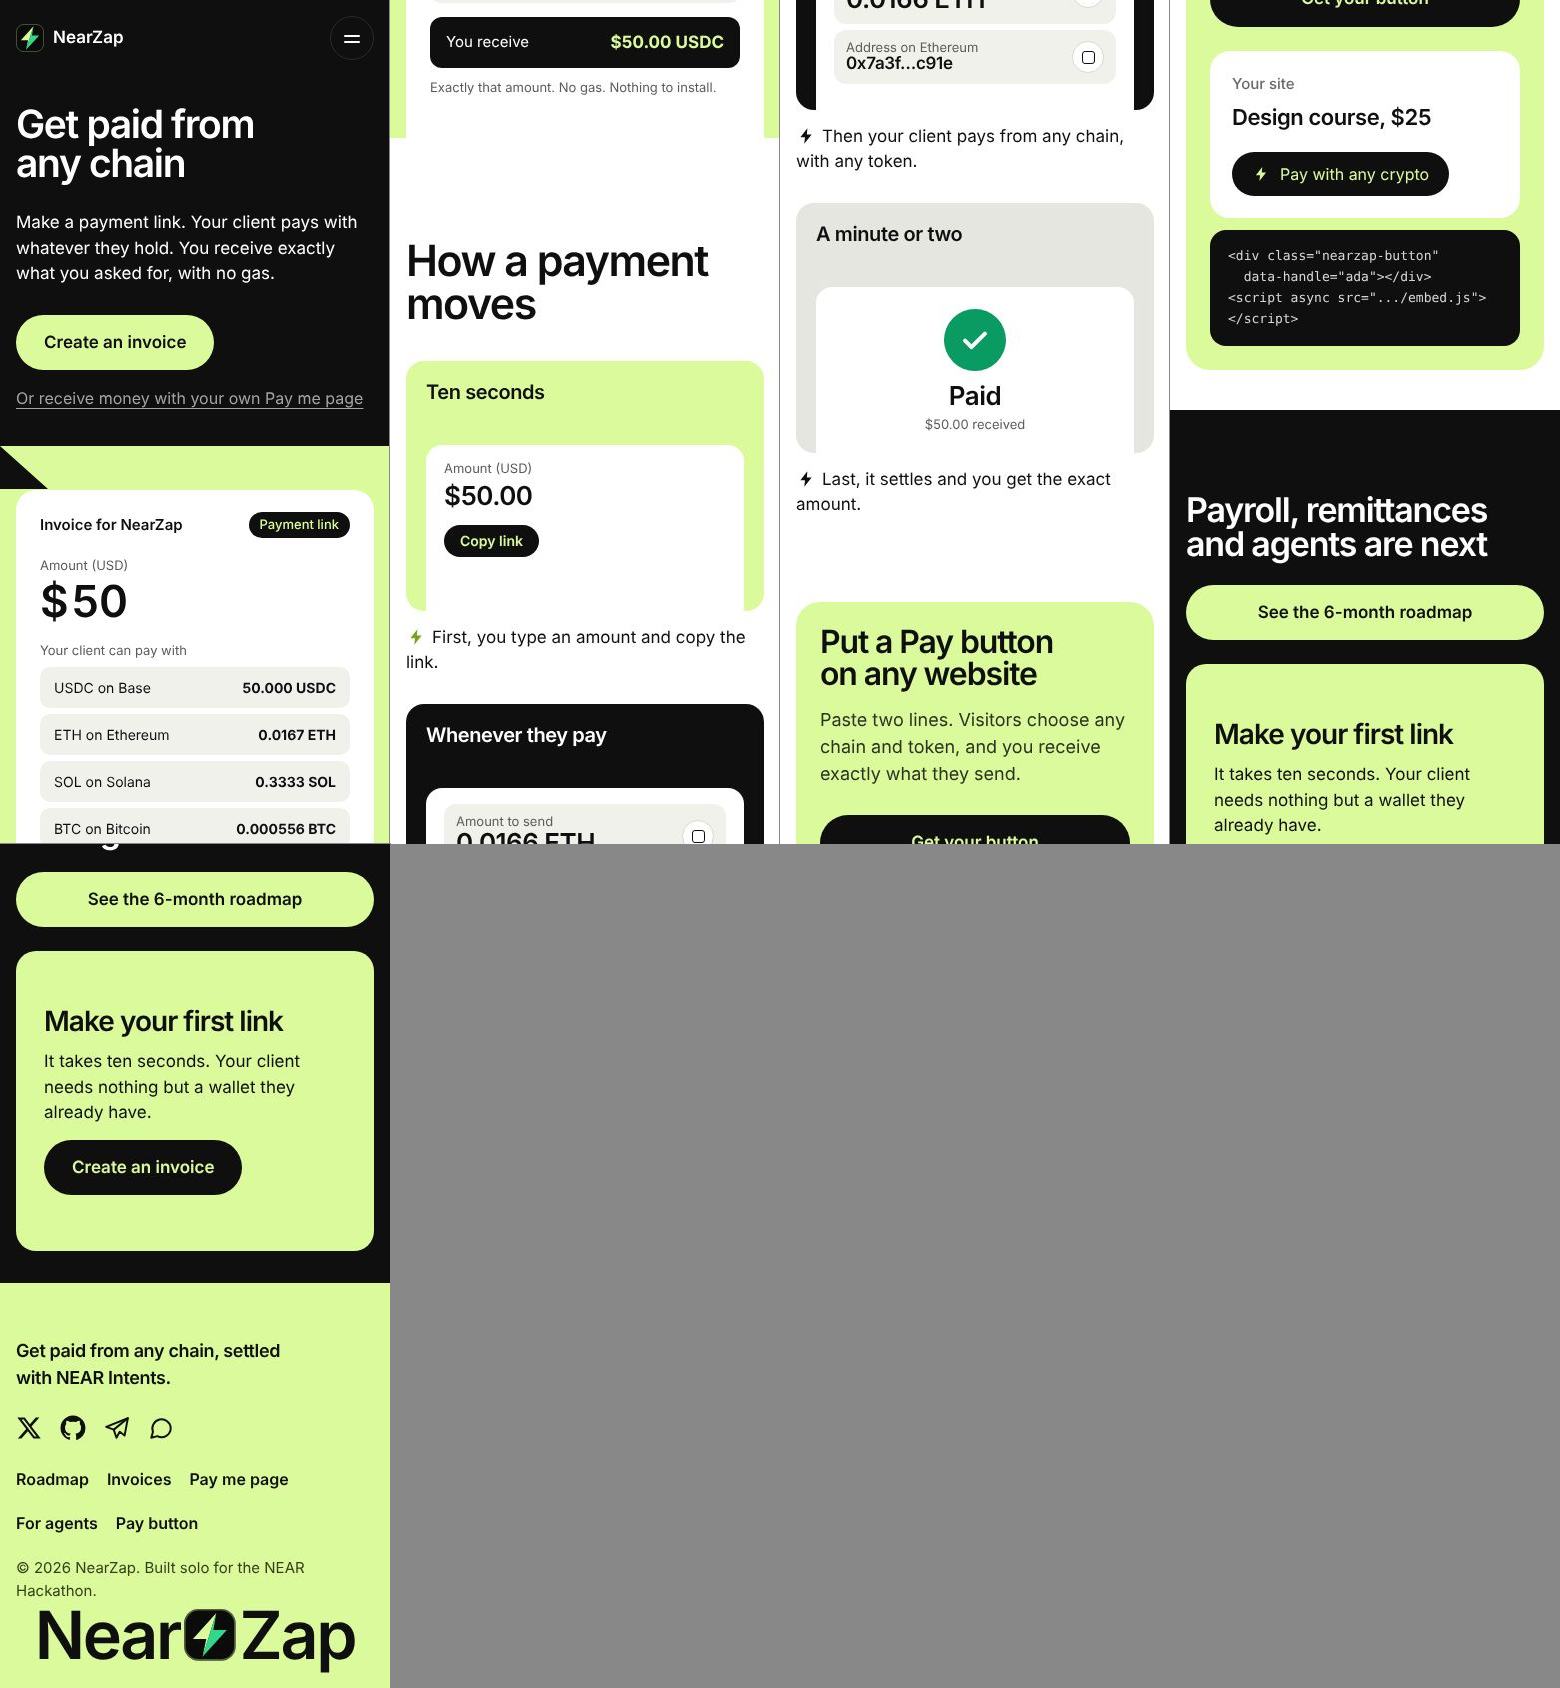 NearZap
Get paid from
any chain
Make a payment link. Your client pays with
whatever they hold. You receive exactly
what you asked for, with no gas.
Create an invoice
Or receive money with your own Pay me page
Invoice for NearZap
Payment link
Amount (USD)
$50
Your client can pay with
USDC on Base 50.000 USDC
ETH on Ethereum 0.0167 ETH
SOL on Solana 0.3333 SOL
BTC on Bitcoin 0.000556 BTC
You receive $50.00 USDC
Exactly that amount. No gas. Nothing to install.
How a payment
moves
Ten seconds
Amount (USD)
$50.00
Copy link
First, you type an amount and copy the
link.
Whenever they pay
Amount to send
0.0166 ETH
0.0166 ETH
Address on Ethereum
0x7a3f...c91e
Then your client pays from any chain,
with any token.
A minute or two
Paid
$50.00 received
Last, it settles and you get the exact
amount.
Put a Pay button
on any website
Paste two lines. Visitors choose any
chain and token, and you receive
exactly what they send.
Get your button
Get your button
Your site
Design course, $25
Pay with any crypto
<div class="nearzap-button"
data-handle="ada"></div>
<script async src=".../embed.js">
</script>
Payroll, remittances
and agents are next
See the 6-month roadmap
Make your first link
It takes ten seconds. Your client
needs nothing but a wallet they
already have.
See the 6-month roadmap
Make your first link
It takes ten seconds. Your client
needs nothing but a wallet they
already have.
Create an invoice
Get paid from any chain, settled
with NEAR Intents.
Roadmap Invoices Pay me page
For agents Pay button
© 2026 NearZap. Built solo for the NEAR
Hackathon.
NearZap